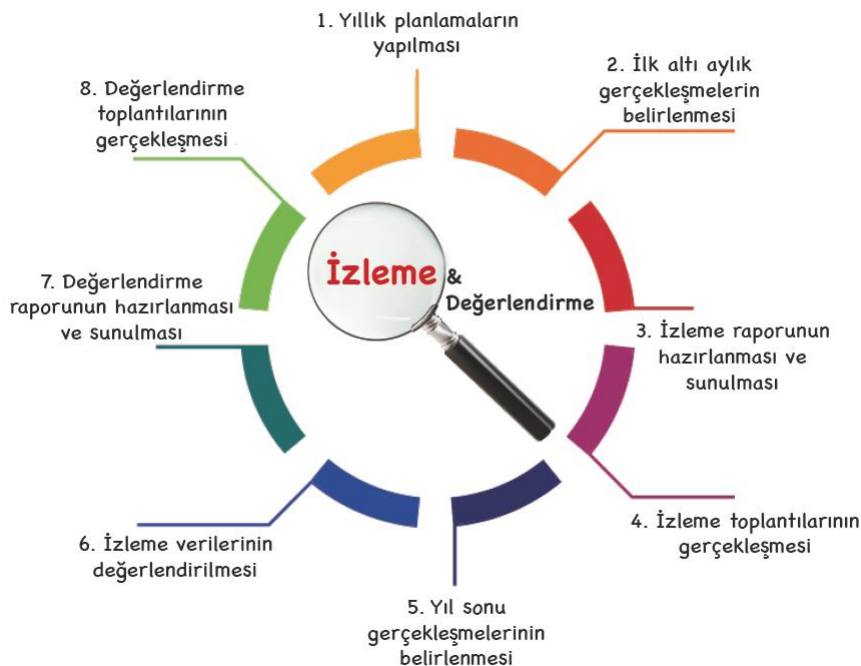 1. Yıllık planlamaların
yapılması
2. İlk altı aylık
gerçekleşmelerin
belirlenmesi
3. İzleme raporunun
hazırlanması ve
sunulması
4. İzleme toplantılarının
gerçekleşmesi
5. Yıl sonu
gerçekleşmelerinin
belirlenmesi
6. İzleme verilerinin
değerlendirilmesi
7. Değerlendirme
raporunun hazırlanması
ve sunulması
8. Değerlendirme
toplantılarının
gerçekleşmesi
İzleme &
Değerlendirme